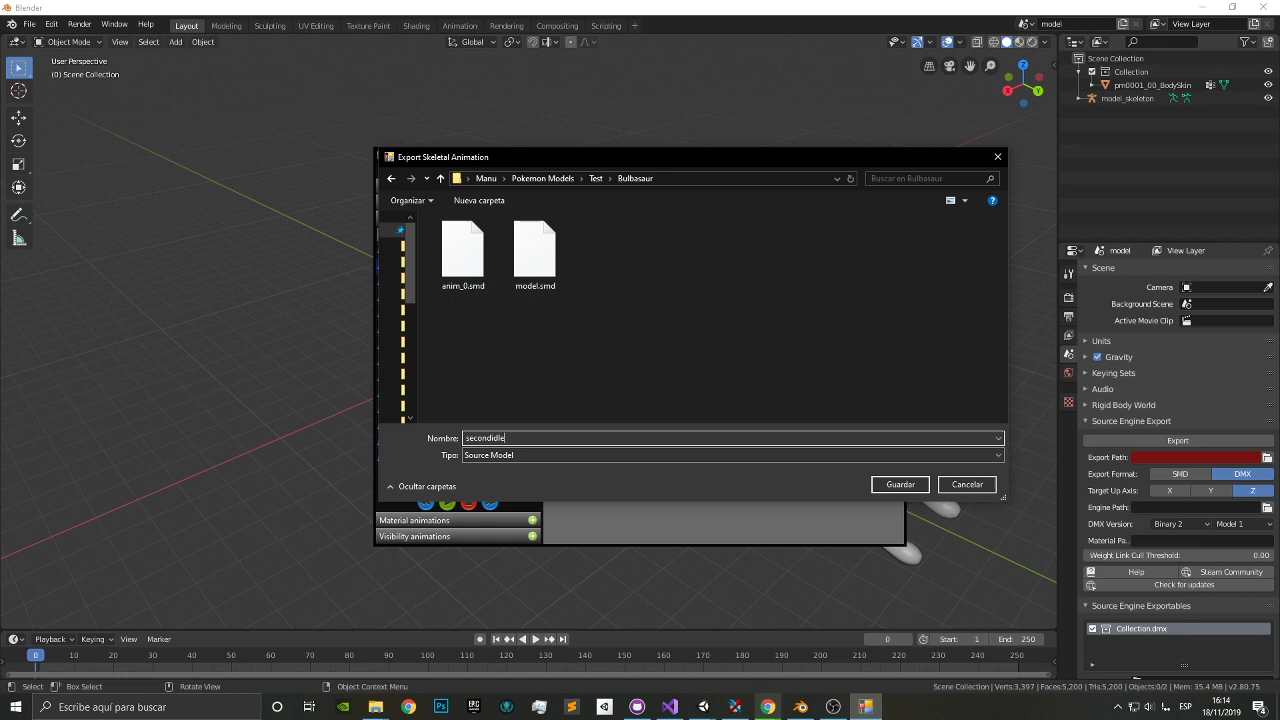 Blender
File Edit Render Window Help
Layout Modeling Sculpting UV Editing Texture Paint Shading Animation Rendering Compositing Scripting +
model
View Layer
Object Mode View Select Add Object
Global
User Perspective
(0) Scene Collection
Z
X
Y
Scene Collection
Collection
pm0001_00_BodySkin
model_skeleton
Export Skeletal Animation
Manu > Pokemon Models > Test > Bulbasaur
Buscar en Bulbasaur
Organizar
Nueva carpeta
anim_0.smd
model.smd
Nombre: secondidle
Tipo: Source Model
Ocultar carpetas
Guardar
Cancelar
Material animations
Visibility animations
model
View Layer
Scene
Camera
Background Scene
Active Movie Clip
Units
Gravity
Keying Sets
Audio
Rigid Body World
Source Engine Export
Export
Export Path:
Export Format: SMD DMX
Target Up Axis: X Y Z
Engine Path:
DMX Version: Binary 2 Model 1
Material Pa..
Weight Link Cull Threshold: 0.00
Help
Steam Community
Check for updates
Source Engine Exportables
Collection.dmx
Playback Keying View Marker
0
Start: 1
End: 250
0 10 20 30 40 50 60 70 80 90 100 110 120 130 140 150 160 170 180 190 200 210 220 230 240 250
Select
Box Select
Rotate View
Object Context Menu
Scene Collection | Verts:3,397 | Faces:5,200 | Tris:5,200 | Objects:0/2 | Mem: 35.4 MB | v2.80.75
Escribe aquí para buscar
Ps
EPIC
ESP
16:14
18/11/2019